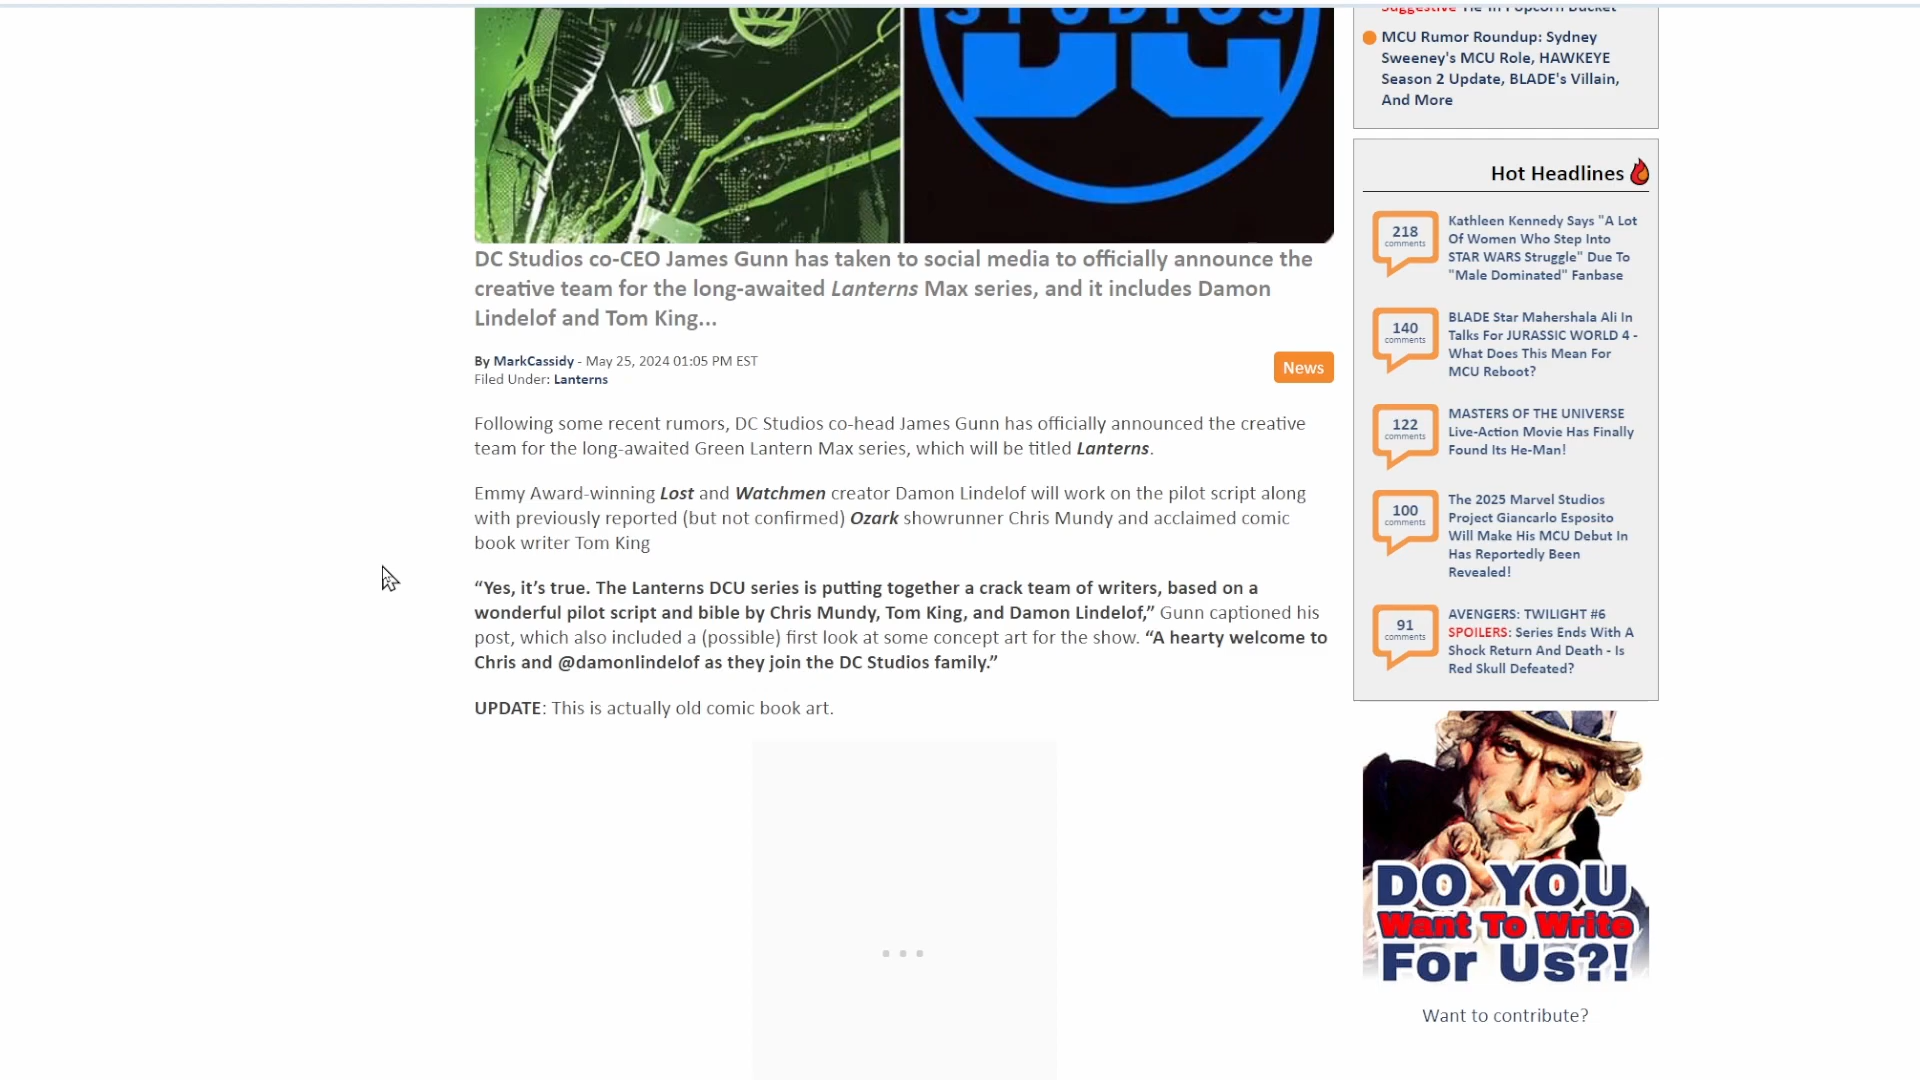 STUDIOS
DC
DC Studios co-CEO James Gunn has taken to social media to officially announce the
creative team for the long-awaited Lanterns Max series, and it includes Damon
Lindelof and Tom King...
By MarkCassidy - May 25, 2024 01:05 PM EST
Filed Under: Lanterns
News
Following some recent rumors, DC Studios co-head James Gunn has officially announced the creative
team for the long-awaited Green Lantern Max series, which will be titled Lanterns.
Emmy Award-winning Lost and Watchmen creator Damon Lindelof will work on the pilot script along
with previously reported (but not confirmed) Ozark showrunner Chris Mundy and acclaimed comic
book writer Tom King
“Yes, it’s true. The Lanterns DCU series is putting together a crack team of writers, based on a
wonderful pilot script and bible by Chris Mundy, Tom King, and Damon Lindelof,” Gunn captioned his
post, which also included a (possible) first look at some concept art for the show. “A hearty welcome to
Chris and @damonlindelof as they join the DC Studios family.”
UPDATE: This is actually old comic book art.
Suggestive Tie-In Popcorn Bucket
MCU Rumor Roundup: Sydney
Sweeney's MCU Role, HAWKEYE
Season 2 Update, BLADE's Villain,
And More
Hot Headlines
218
comments
Kathleen Kennedy Says "A Lot
Of Women Who Step Into
STAR WARS Struggle" Due To
"Male Dominated" Fanbase
140
comments
BLADE Star Mahershala Ali In
Talks For JURASSIC WORLD 4 -
What Does This Mean For
MCU Reboot?
122
comments
MASTERS OF THE UNIVERSE
Live-Action Movie Has Finally
Found Its He-Man!
100
comments
The 2025 Marvel Studios
Project Giancarlo Esposito
Will Make His MCU Debut In
Has Reportedly Been
Revealed!
91
comments
AVENGERS: TWILIGHT #6
SPOILERS: Series Ends With A
Shock Return And Death - Is
Red Skull Defeated?
DO YOU
Want To Write
For Us?!
Want to contribute?